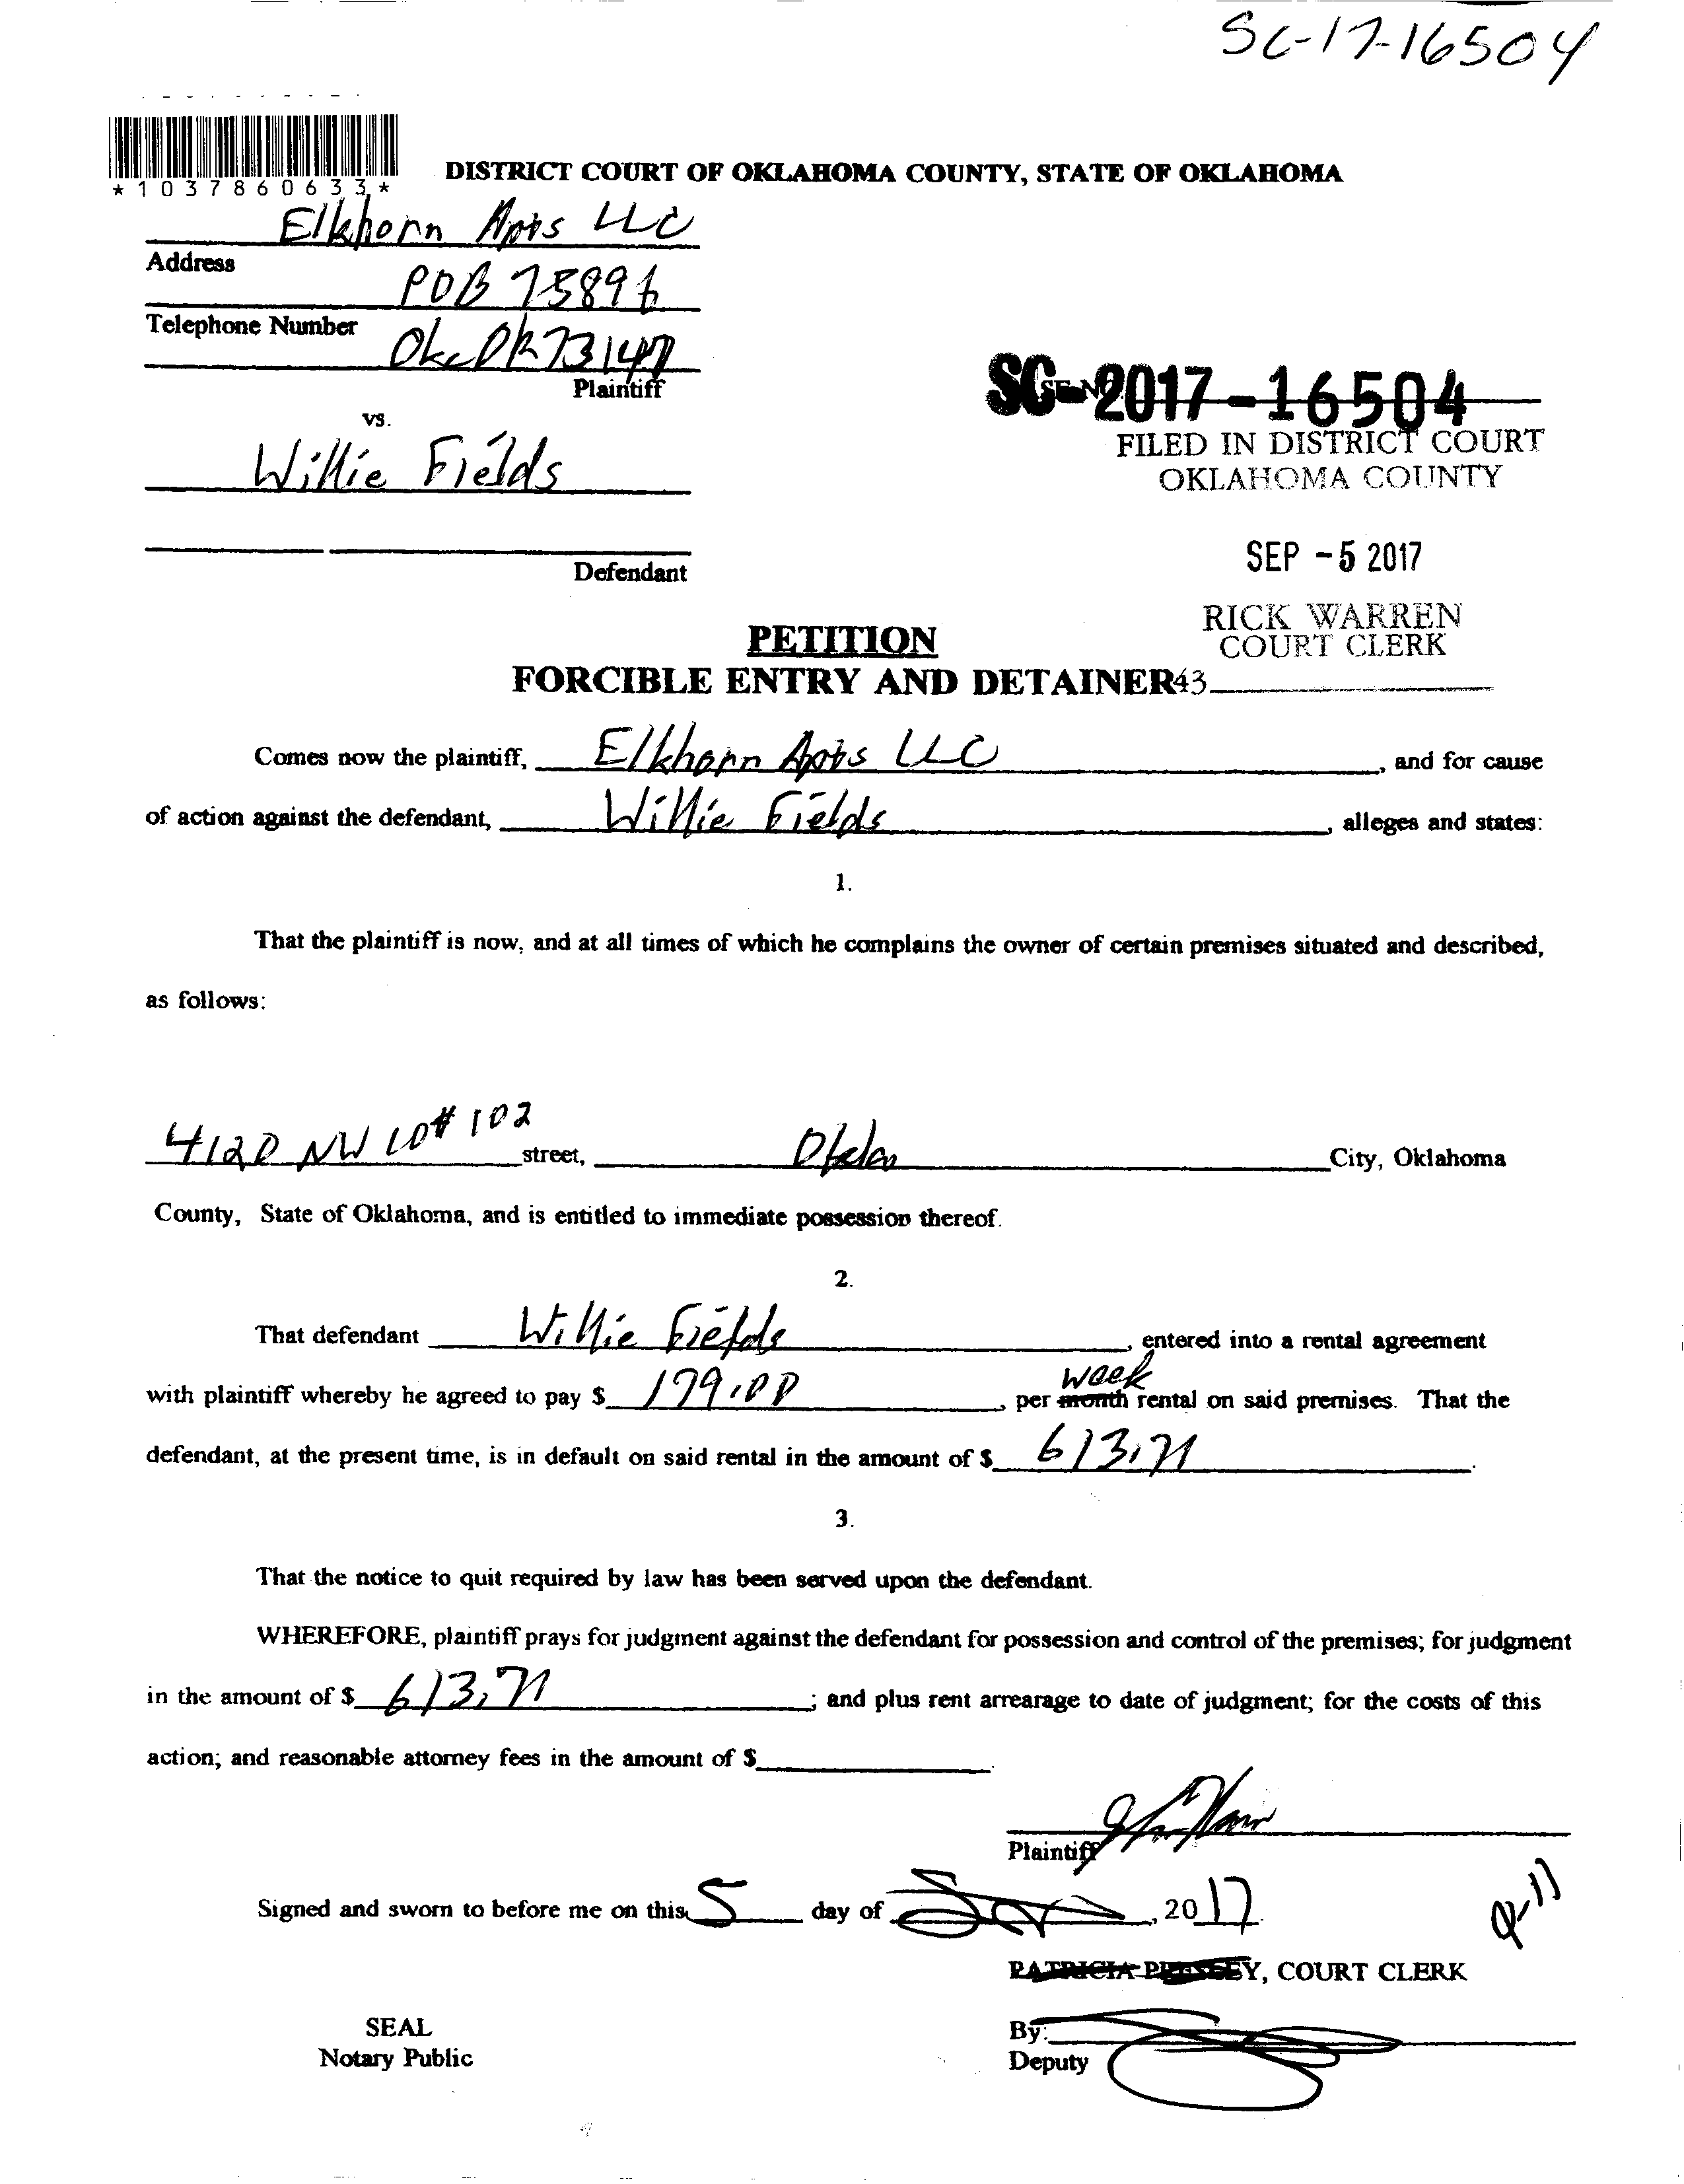 SC-17-16504
*1037860633*
DISTRICT COURT OF OKLAHOMA COUNTY, STATE OF OKLAHOMA
Elkhorn Apts LLC
Address
POB 75896
Telephone Number
Okc OK 73147
Plaintiff
vs.
SC-2017-16504
FILED IN DISTRICT COURT
OKLAHOMA COUNTY
Willie Fields
SEP -5 2017
Defendant
RICK WARREN
COURT CLERK
PETITION
FORCIBLE ENTRY AND DETAINER
43
Comes now the plaintiff, Elkhorn Apts LLC, and for cause
of action against the defendant, Willie Fields, alleges and states:
1.
That the plaintiff is now, and at all times of which he complains the owner of certain premises situated and described,
as follows:
4120 NW 10 # 102 street, City, Oklahoma
County, State of Oklahoma, and is entitled to immediate possession thereof.
2.
That defendant Willie Fields, entered into a rental agreement
week
with plaintiff whereby he agreed to pay $ 179.00, per month rental on said premises. That the
defendant, at the present time, is in default on said rental in the amount of $ 613.71.
3.
That the notice to quit required by law has been served upon the defendant.
WHEREFORE, plaintiff prays for judgment against the defendant for possession and control of the premises; for judgment
in the amount of $ 613.71; and plus rent arrearage to date of judgment; for the costs of this
action; and reasonable attorney fees in the amount of $
Plaintiff
Signed and sworn to before me on this 5 day of , 2017.
9-11
PATRICIA PRESLEY, COURT CLERK
SEAL
Notary Public
By:
Deputy